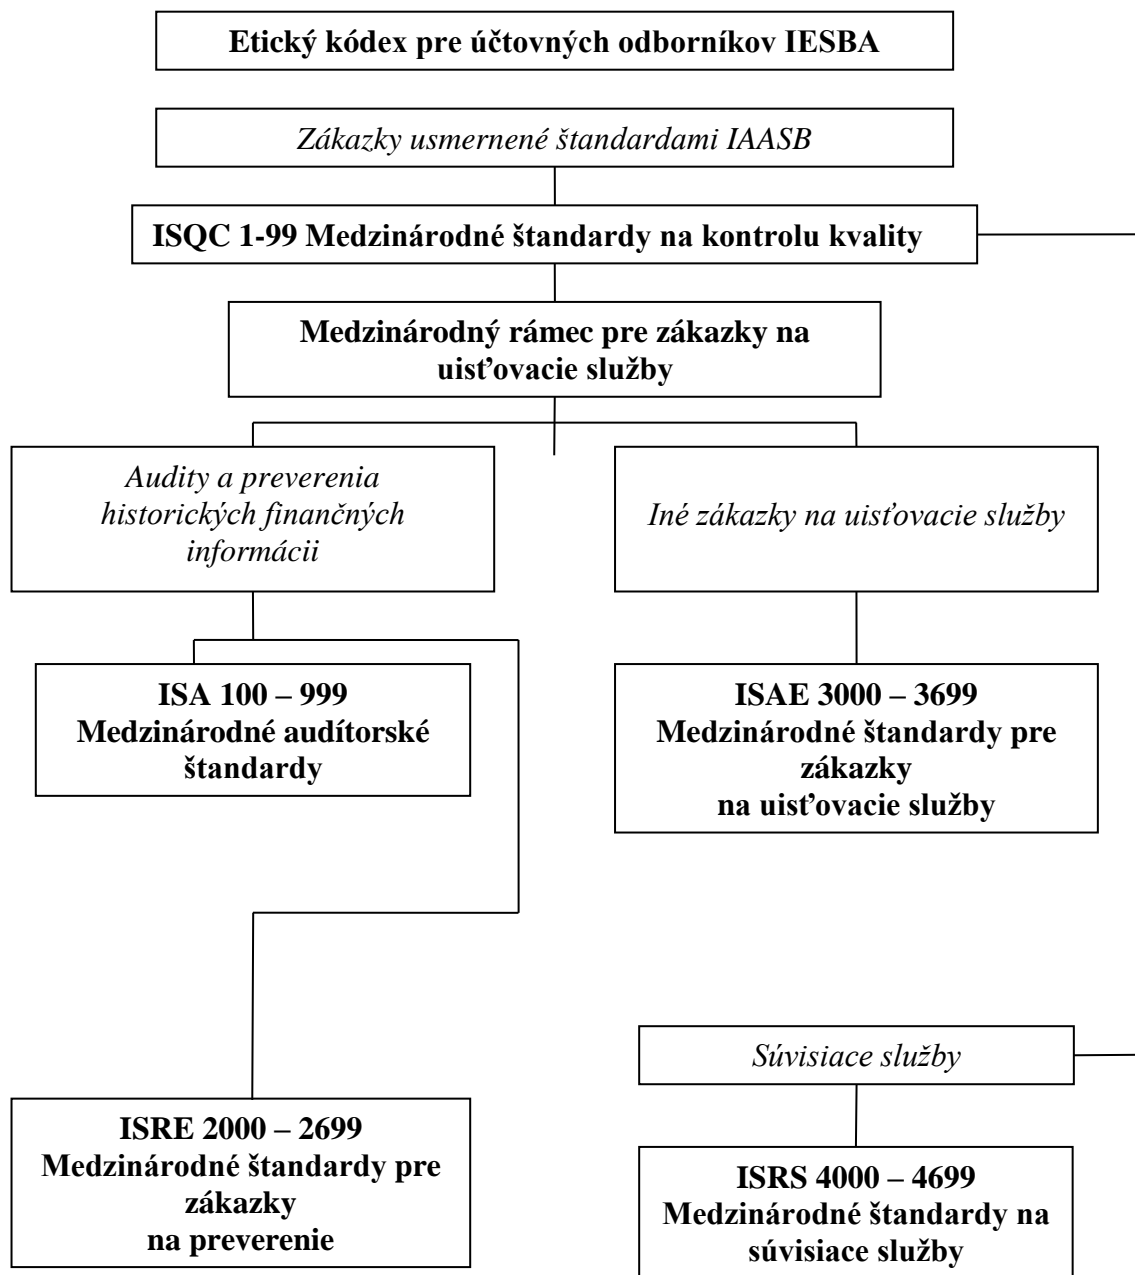 Etický kódex pre účtovných odborníkov IESBA
Zákazky usmernené štandardami IAASB
ISQC 1-99 Medzinárodné štandardy na kontrolu kvality
Medzinárodný rámec pre zákazky na
uisťovacie služby
Audity a preverenia
historických finančných
informácii
Iné zákazky na uisťovacie služby
ISA 100 – 999
Medzinárodné audítorské
štandardy
ISAE 3000 – 3699
Medzinárodné štandardy pre
zákazky
na uisťovacie služby
Súvisiace služby
ISRE 2000 – 2699
Medzinárodné štandardy pre
zákazky
na preverenie
ISRS 4000 – 4699
Medzinárodné štandardy na
súvisiace služby